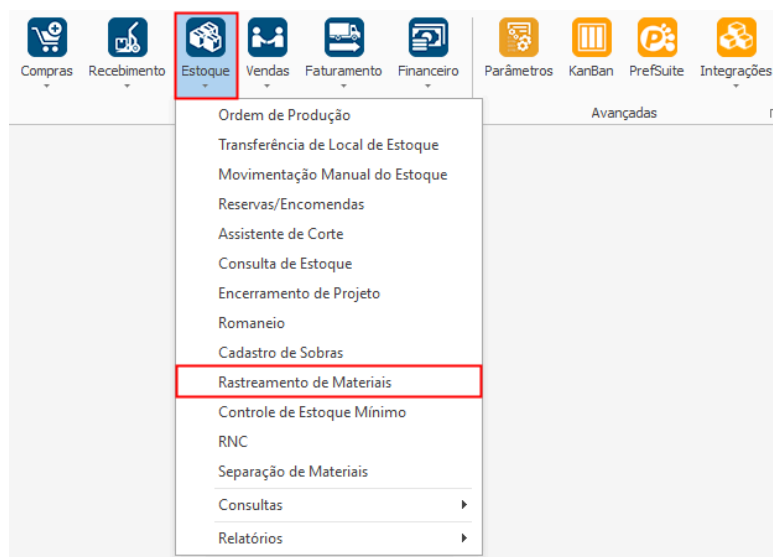 Compras Recebimento Estoque Vendas Faturamento Financeiro Parâmetros KanBan PrefSuite Integrações
Avançadas
Ordem de Produção
Transferência de Local de Estoque
Movimentação Manual do Estoque
Reservas/Encomendas
Assistente de Corte
Consulta de Estoque
Encerramento de Projeto
Romaneio
Cadastro de Sobras
Rastreamento de Materiais
Controle de Estoque Mínimo
RNC
Separação de Materiais
Consultas
Relatórios